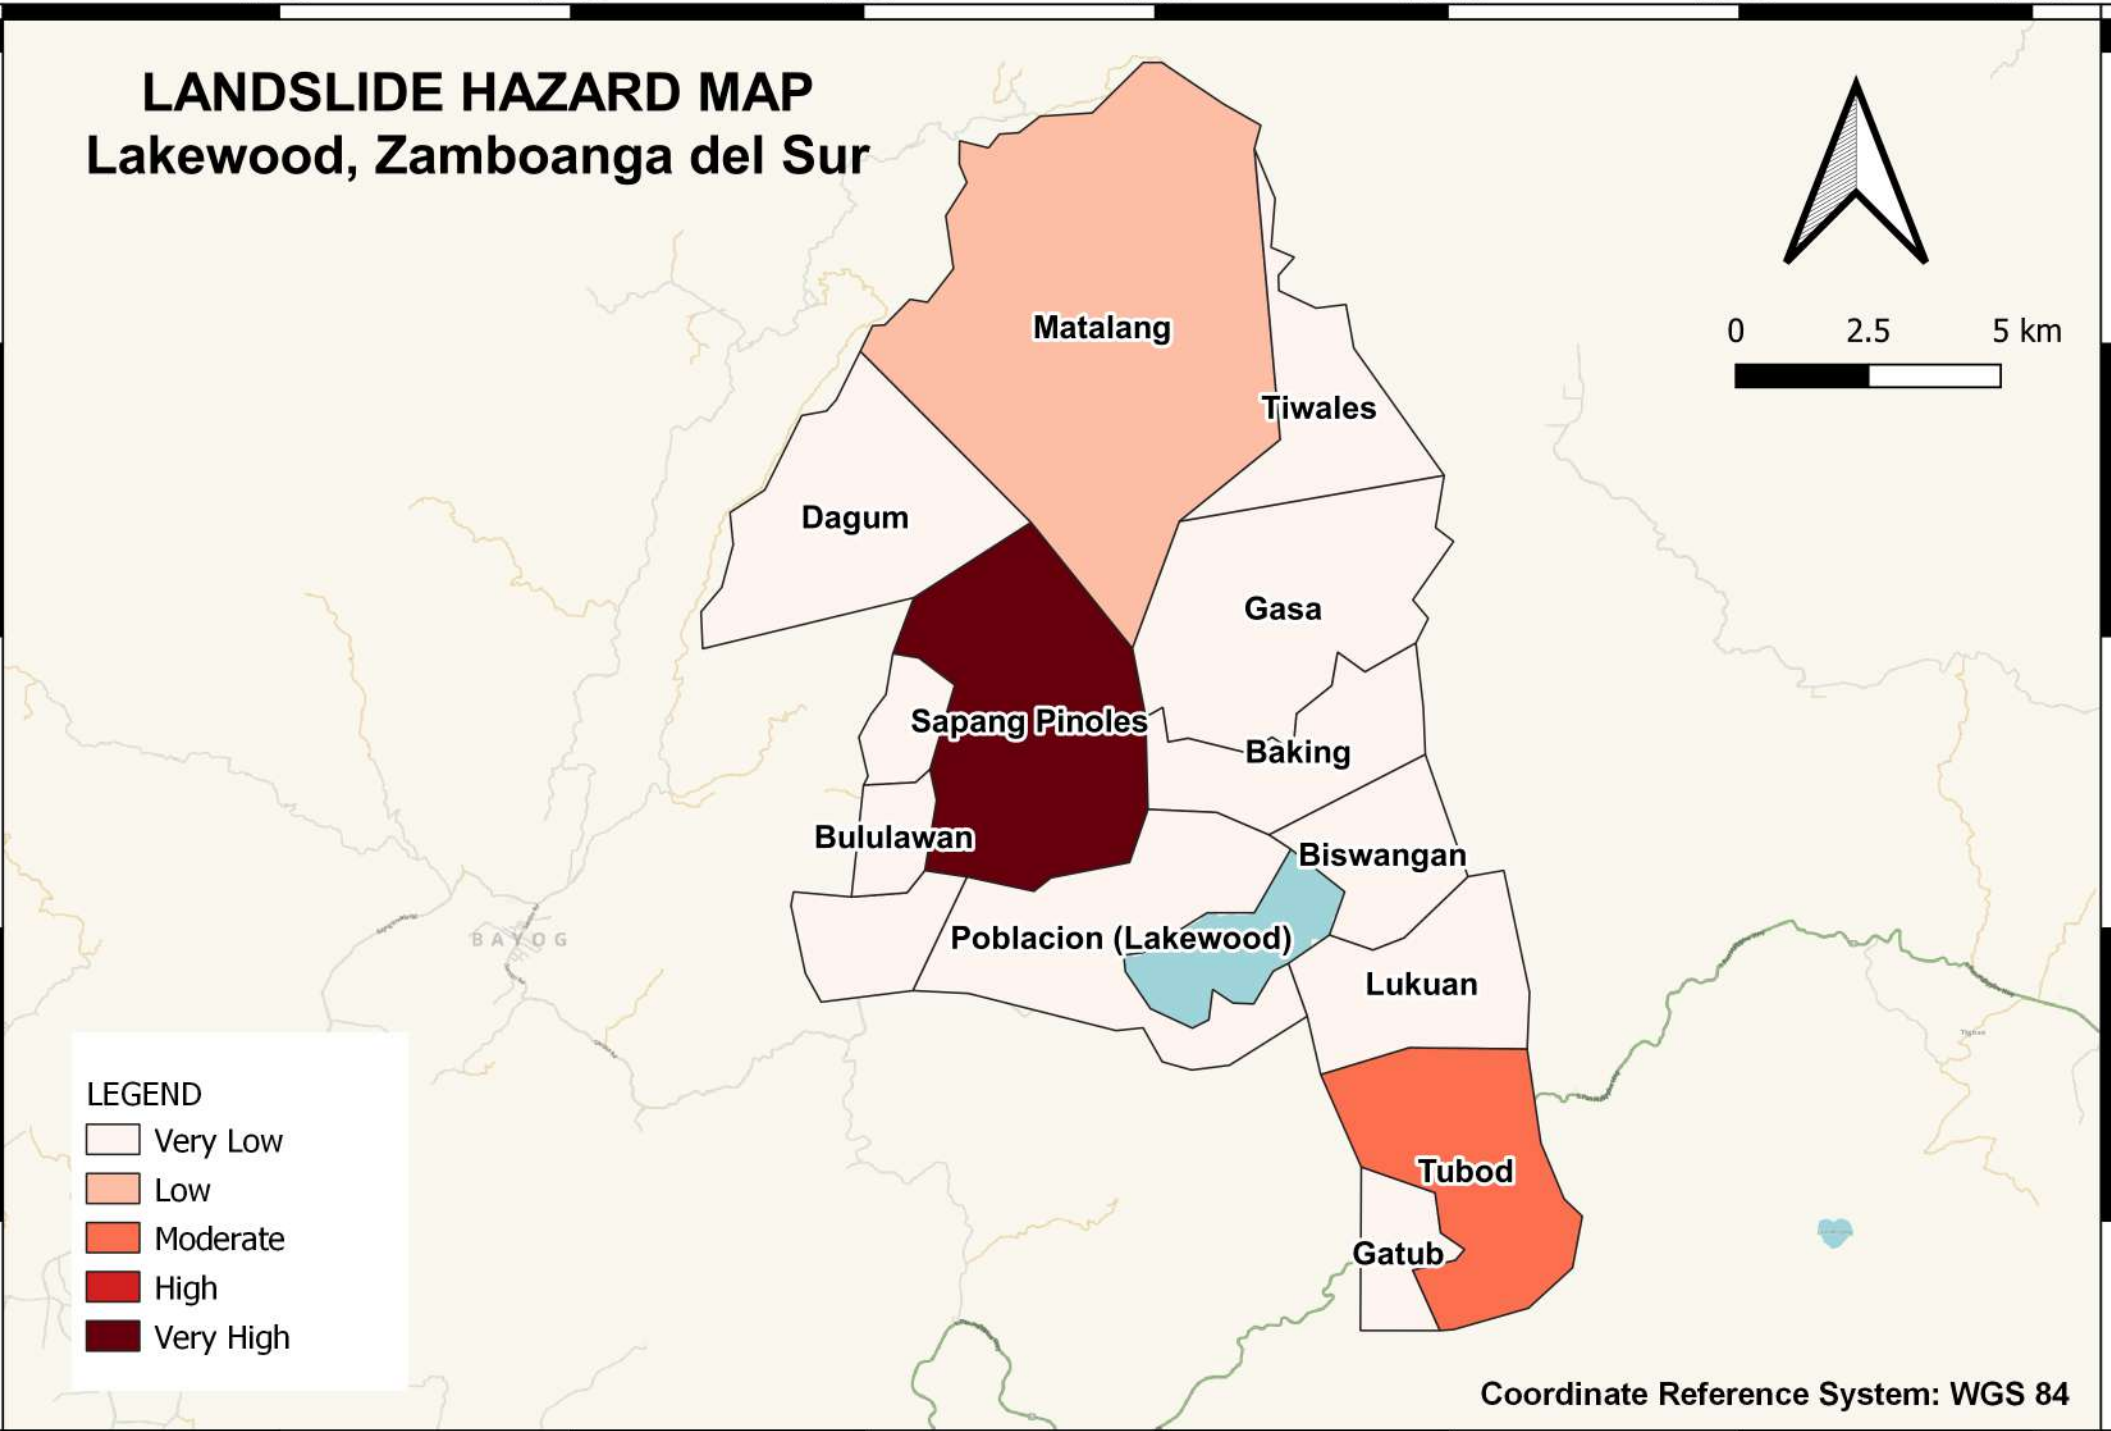 LANDSLIDE HAZARD MAP
Lakewood, Zamboanga del Sur
Matalang
0 2.5 5 km
Tiwales
Dagum
Gasa
Sapang Pinoles
Baking
Bululawan
Biswangan
BAYOG
Poblacion (Lakewood)
Lukuan
Tubod
Gatub
LEGEND
Very Low
Low
Moderate
High
Very High
Coordinate Reference System: WGS 84